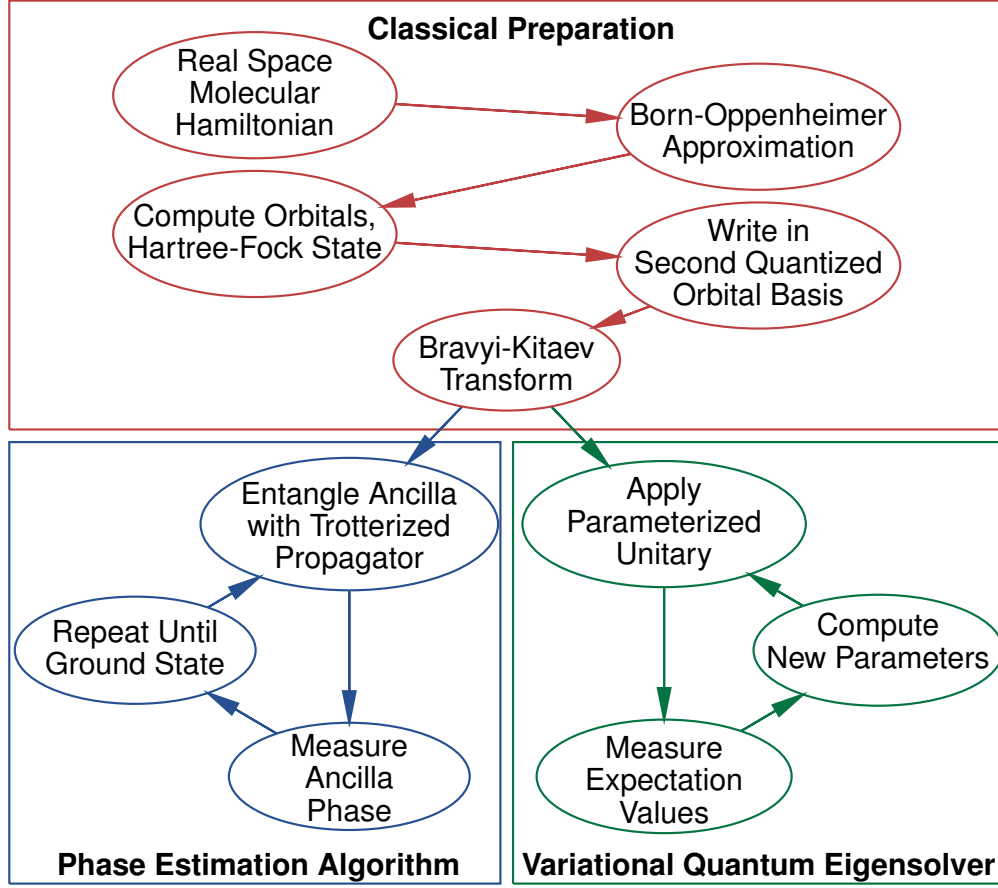 Classical Preparation
Real Space
Molecular
Hamiltonian
Born-Oppenheimer
Approximation
Compute Orbitals,
Hartree-Fock State
Write in
Second Quantized
Orbital Basis
Bravyi-Kitaev
Transform
Entangle Ancilla
with Trotterized
Propagator
Repeat Until
Ground State
Measure
Ancilla
Phase
Phase Estimation Algorithm
Apply
Parameterized
Unitary
Compute
New Parameters
Measure
Expectation
Values
Variational Quantum Eigensolver